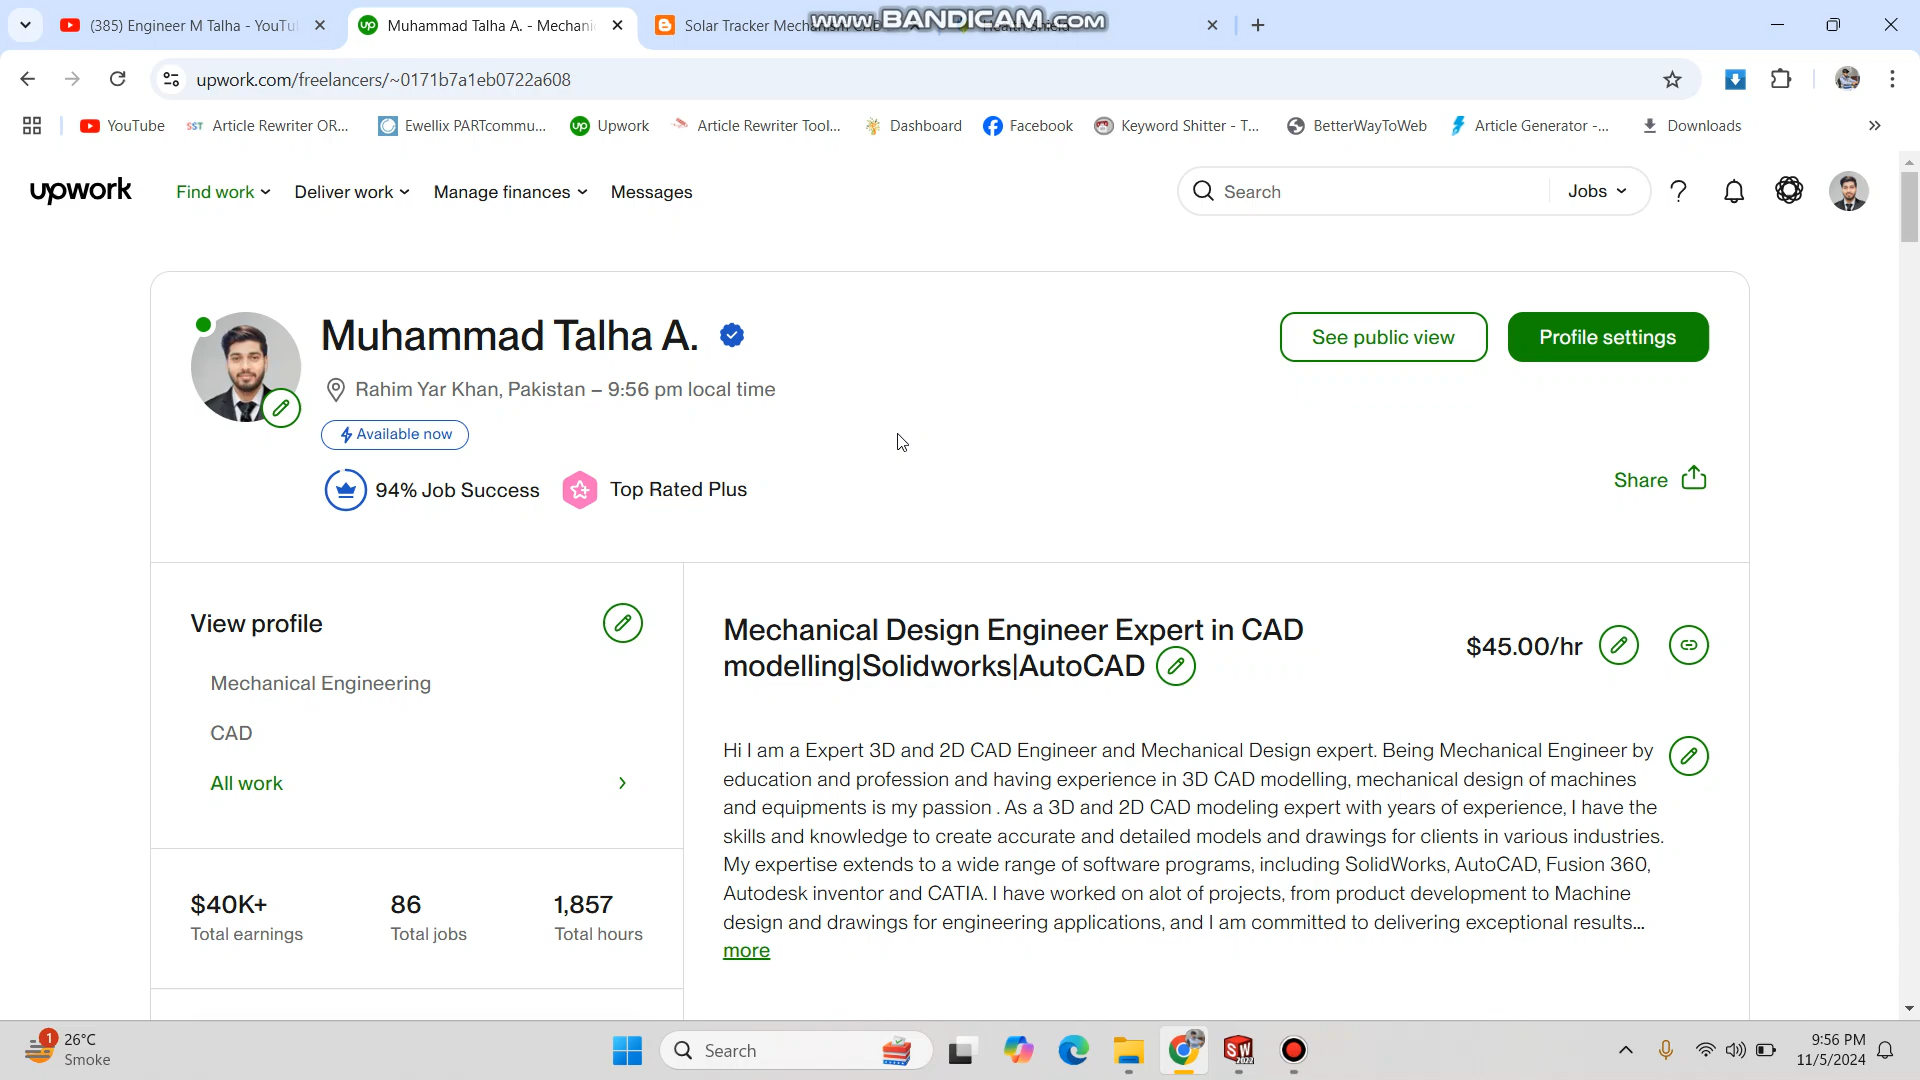 (385) Engineer M Talha - YouTu
Muhammad Talha A. - Mechani
Solar Tracker Mechanism CAD
Health Shield
www.BANDICAM.COM
upwork.com/freelancers/~0171b7a1eb0722a608
YouTube
SST Article Rewriter OR...
Ewellix PARTcommu...
Upwork
Article Rewriter Tool...
Dashboard
Facebook
Keyword Shitter - T...
BetterWayToWeb
Article Generator -...
Downloads
upwork
Find work
Deliver work
Manage finances
Messages
Search
Jobs
Muhammad Talha A.
Rahim Yar Khan, Pakistan – 9:56 pm local time
Available now
94% Job Success
Top Rated Plus
See public view
Profile settings
Share
View profile
Mechanical Engineering
CAD
All work
$40K+
Total earnings
86
Total jobs
1,857
Total hours
Mechanical Design Engineer Expert in CAD
modelling|Solidworks|AutoCAD
$45.00/hr
Hi I am a Expert 3D and 2D CAD Engineer and Mechanical Design expert. Being Mechanical Engineer by
education and profession and having experience in 3D CAD modelling, mechanical design of machines
and equipments is my passion . As a 3D and 2D CAD modeling expert with years of experience, I have the
skills and knowledge to create accurate and detailed models and drawings for clients in various industries.
My expertise extends to a wide range of software programs, including SolidWorks, AutoCAD, Fusion 360,
Autodesk inventor and CATIA. I have worked on alot of projects, from product development to Machine
design and drawings for engineering applications, and I am committed to delivering exceptional results...
more
1
26°C
Smoke
Search
SW
2022
9:56 PM
11/5/2024